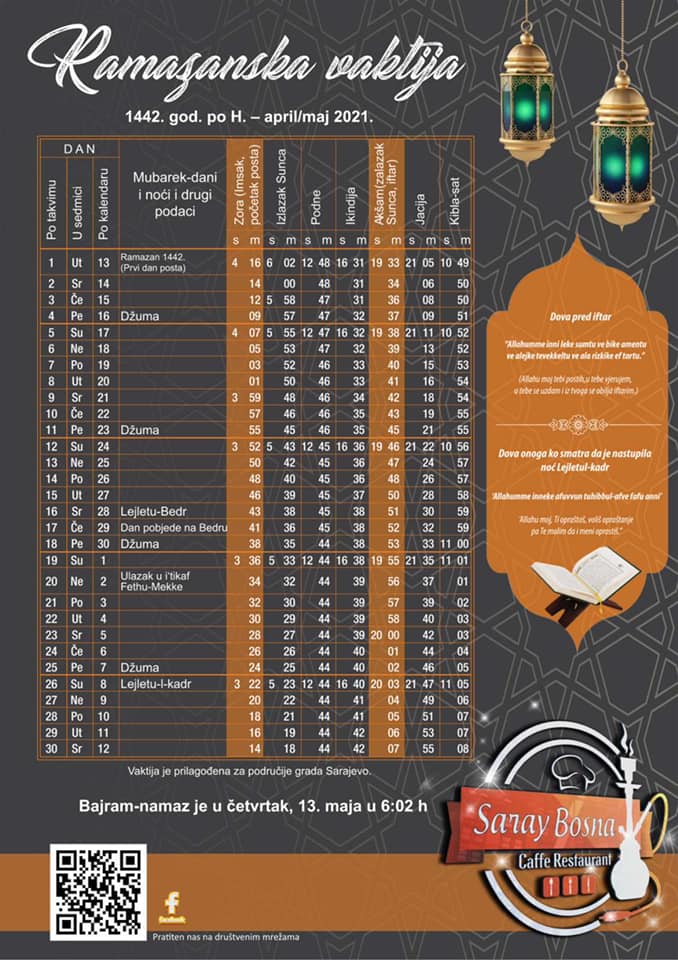 Ramazanska vaktija
1442. god. po H. – april/maj 2021.
DAN
Po takvimu
U sedmici
Po kalendaru
Mubarek-dani
i noći i drugi
podaci
Zora (Imsak,
početak posta)
Izlazak Sunca
Podne
Ikindija
Akšam(zalazak
Sunca, iftar)
Jacija
Kibla-sat
s m s m s m s m s m s m s m
1 Ut 13 Ramazan 1442. 4 16 6 02 12 48 16 31 19 33 21 05 10 49
(Prvi dan posta)
2 Sr 14 14 00 48 31 34 06 50
3 Če 15 12 5 58 47 31 36 08 50
4 Pe 16 Džuma 09 57 47 32 37 09 51
5 Su 17 4 07 5 55 12 47 16 32 19 38 21 11 10 52
6 Ne 18 05 53 47 32 39 13 52
7 Po 19 03 52 46 33 40 15 53
8 Ut 20 01 50 46 33 41 16 54
9 Sr 21 3 59 48 46 34 42 18 54
10 Če 22 57 46 46 35 43 19 55
11 Pe 23 Džuma 55 45 45 35 45 21 55
12 Su 24 3 52 5 43 12 45 16 36 19 46 21 22 10 56
13 Ne 25 50 42 45 36 47 24 57
14 Po 26 48 40 45 36 48 26 57
15 Ut 27 46 39 45 37 50 28 58
16 Sr 28 Lejletu-Bedr 43 38 45 38 51 30 59
17 Če 29 Dan pobjede na Bedru 41 36 45 38 52 32 59
18 Pe 30 Džuma 38 35 44 38 53 33 11 00
19 Su 1 3 36 5 33 12 44 16 38 19 55 21 35 11 01
20 Ne 2 Ulazak u i'tikaf 34 32 44 39 56 37 01
Fethu-Mekke
21 Po 3 32 30 44 39 57 39 02
22 Ut 4 30 29 44 39 58 40 03
23 Sr 5 28 27 44 39 20 00 42 03
24 Če 6 26 26 44 40 01 44 04
25 Pe 7 Džuma 24 25 44 40 02 46 05
26 Su 8 Lejletu-l-kadr 3 22 5 23 12 44 16 40 20 03 21 47 11 05
27 Ne 9 20 22 44 41 04 49 06
28 Po 10 18 21 44 41 05 51 07
29 Ut 11 16 19 44 42 06 53 07
30 Sr 12 14 18 44 42 07 55 08
Vaktija je prilagođena za područije grada Sarajevo.
Bajram-namaz je u četvrtak, 13. maja u 6:02 h
Dova pred iftar
"Allahumme inni leke sumtu ve bike amentu
ve alejke tevekkeltu ve ala rizkike ef tartu."
(Allahu moj tebi postih,u tebe vjerujem,
u tebe se uzdam i iz tvoga se obilja iftarim.)
Dova onoga ko smatra da je nastupila
noć Lejletul-kadr
'Allahumme inneke afuvvun tuhibbul-afve fafu anni'
"Allahu moj, Ti opraštaš, voliš opraštanje
pa Te molim da i meni oprostiš."
Saray Bosna
Caffe Restaurant
f
facebook
Pratiten nas na društvenim mrežama